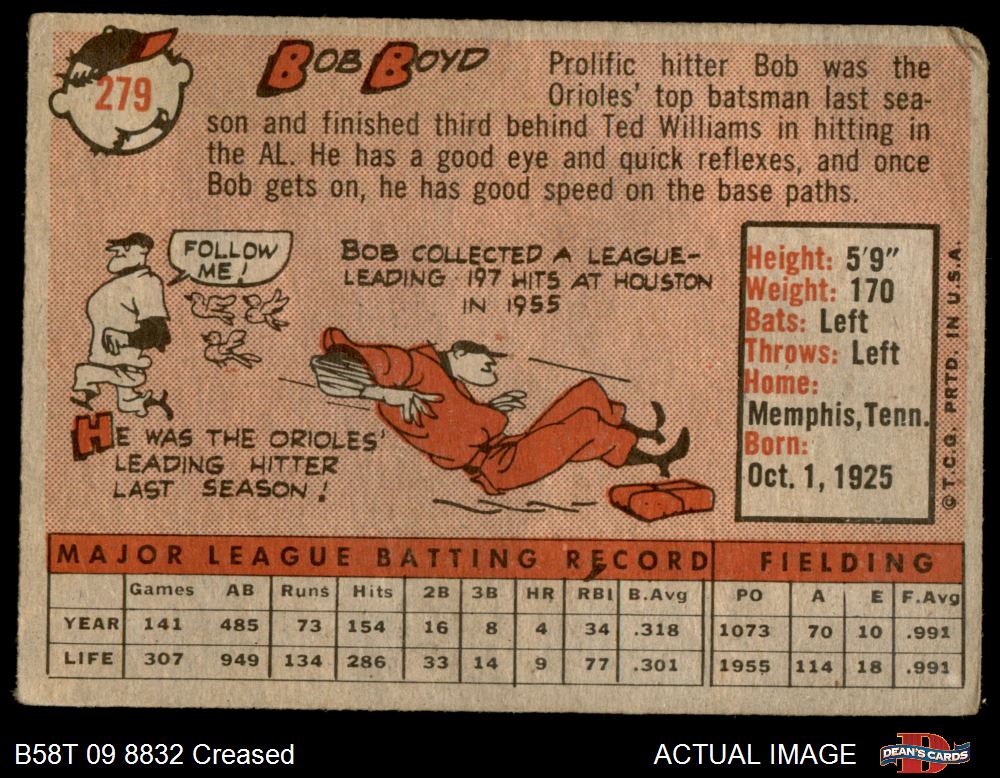 279
BOB BOYD
Prolific hitter Bob was the
Orioles' top batsman last sea-
son and finished third behind Ted Williams in hitting in
the AL. He has a good eye and quick reflexes, and once
Bob gets on, he has good speed on the base paths.
FOLLOW
ME!
BOB COLLECTED A LEAGUE-
LEADING 197 HITS AT HOUSTON
IN 1955
HE WAS THE ORIOLES'
LEADING HITTER
LAST SEASON!
Height: 5'9"
Weight: 170
Bats: Left
Throws: Left
Home:
Memphis, Tenn.
Born:
Oct. 1, 1925
© T.C.G. PRTD. IN U.S.A.
MAJOR LEAGUE BATTING RECORD FIELDING
Games AB Runs Hits 2B 3B HR RBI B.Avg PO A E F.Avg
YEAR 141 485 73 154 16 8 4 34 .318 1073 70 10 .991
LIFE 307 949 134 286 33 14 9 77 .301 1955 114 18 .991
B58T 09 8832 Creased
ACTUAL IMAGE
D
DEAN'S CARDS